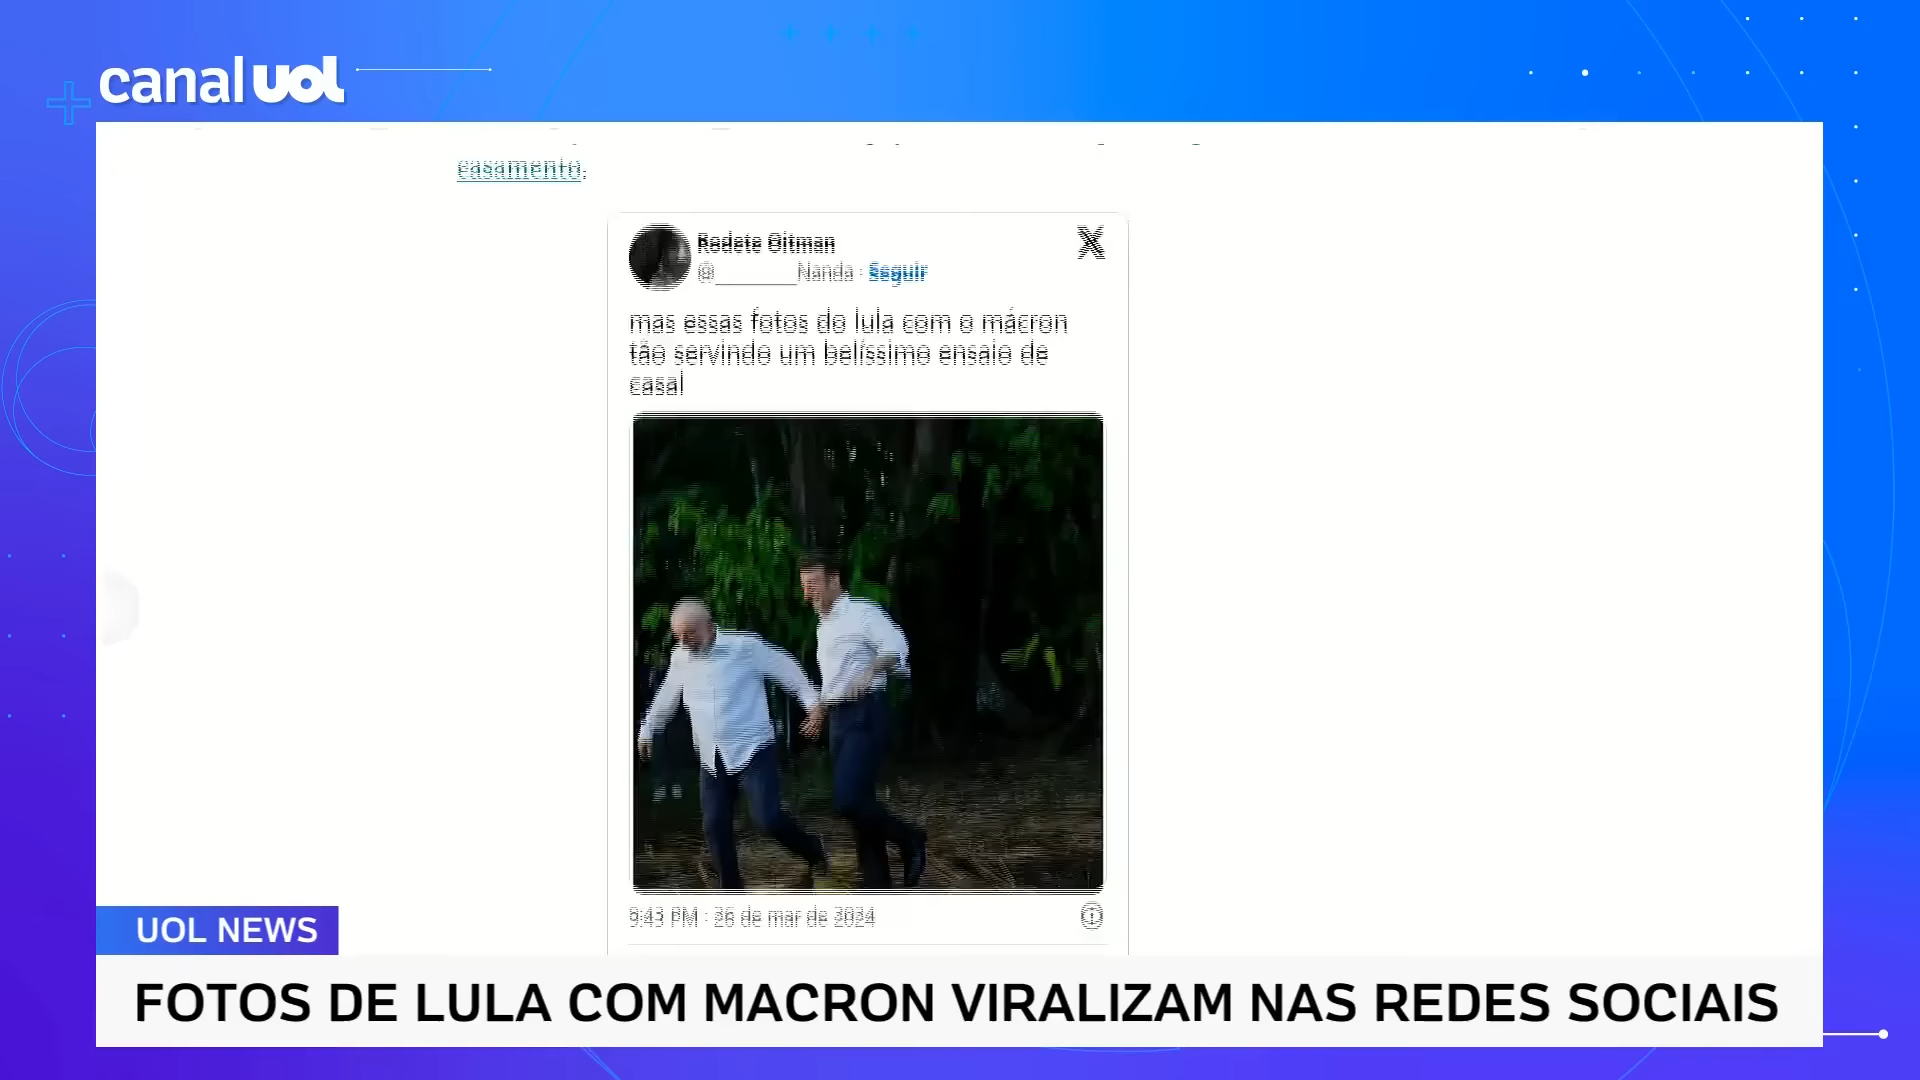 canal uol
casamento.
Redete Oitman
@________Nanda · Seguir
X
mas essas fotos do lula com o mácron
tão servindo um belíssimo ensaio de
casal
9:43 PM · 26 de mar de 2024
UOL NEWS
FOTOS DE LULA COM MACRON VIRALIZAM NAS REDES SOCIAIS